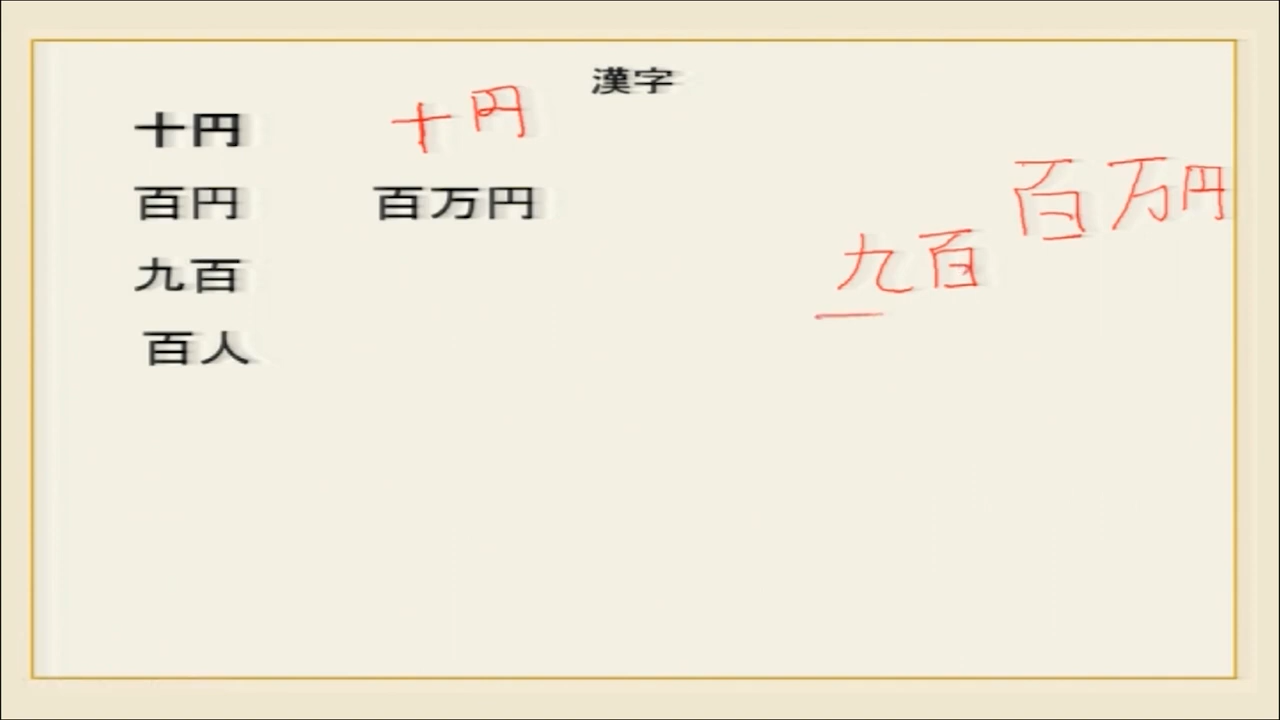 漢字
十円 十円
百円 百万円 百万円
九百 九百
百人